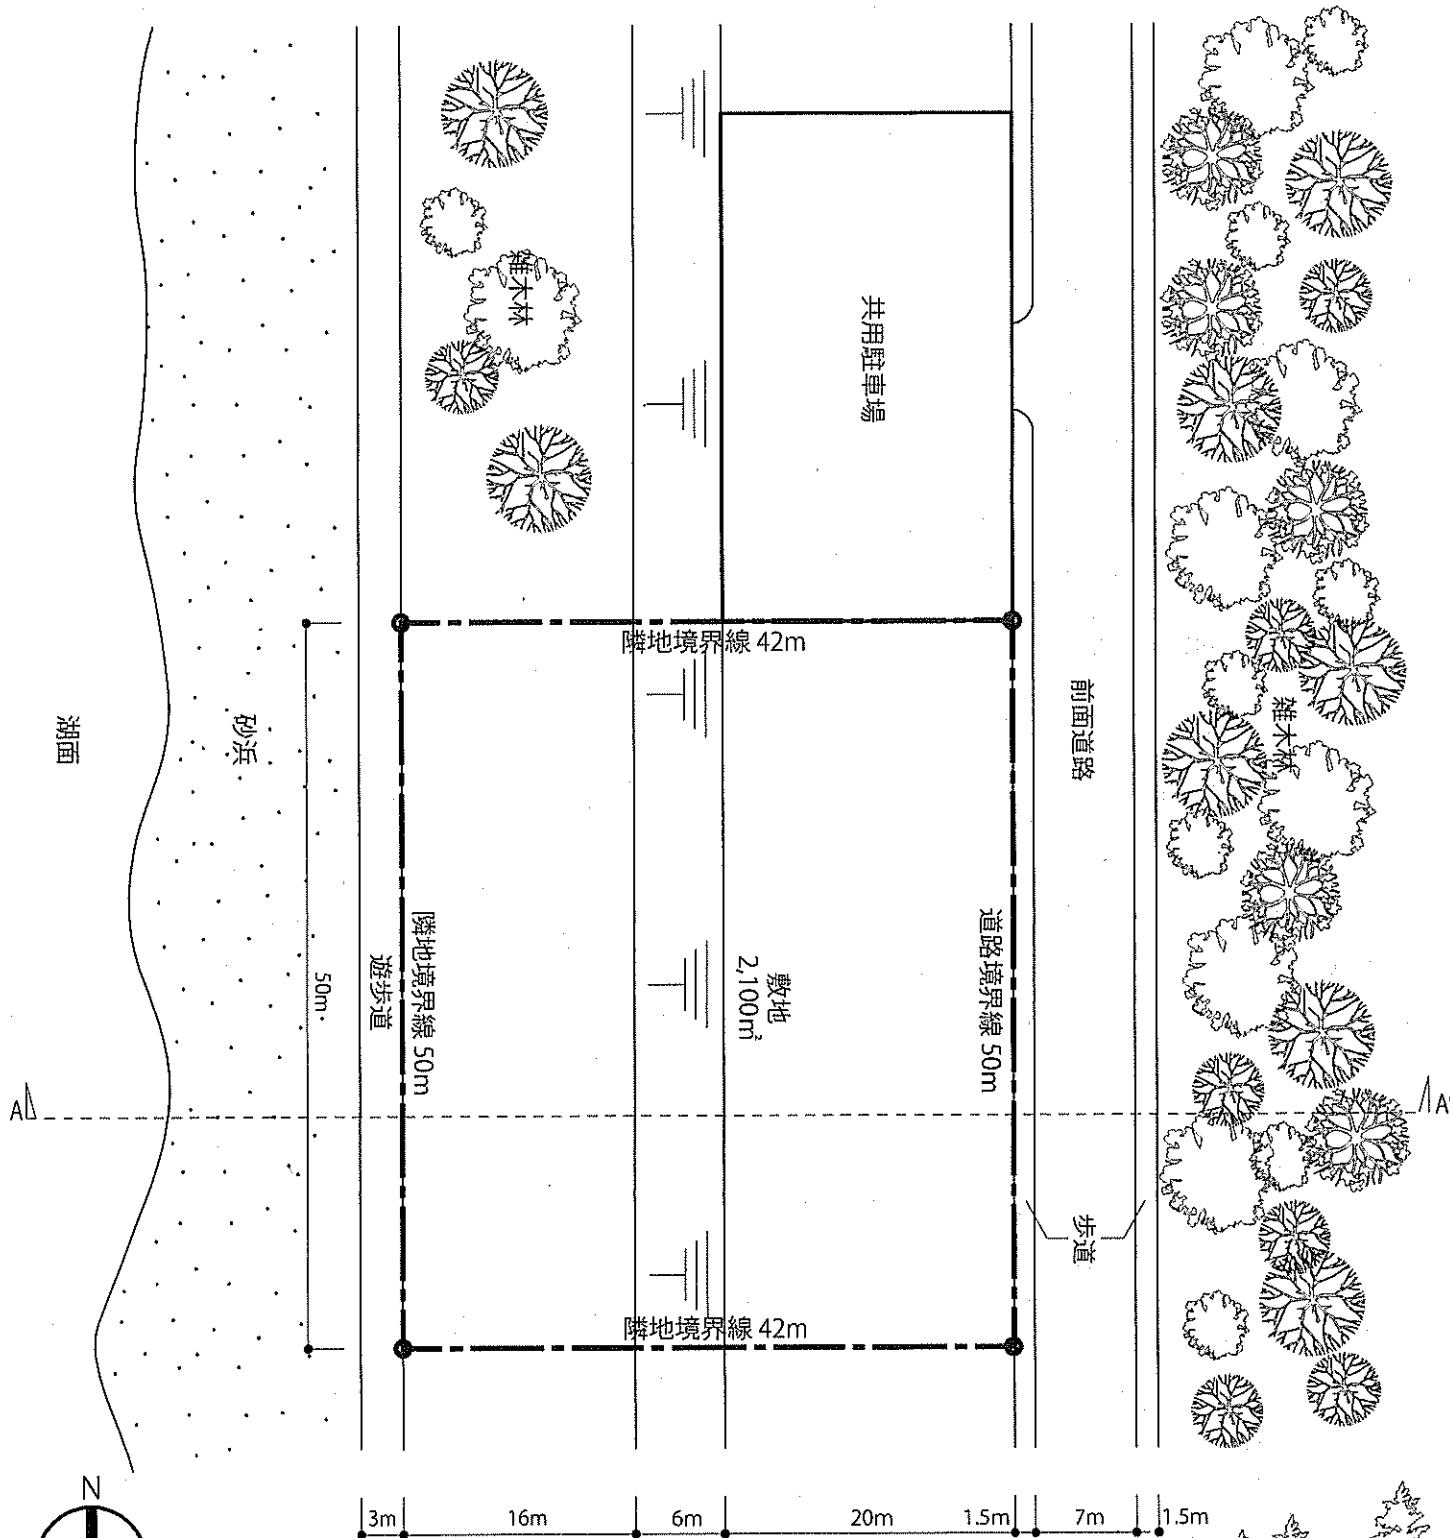 雑木林
共用駐車場
隣地境界線 42m
前面道路
雑木林
湖面
砂浜
50m
遊歩道
隣地境界線 50m
敷地
2,100㎡
道路境界線 50m
A
A'
歩道
隣地境界線 42m
N
3m
16m
6m
20m
1.5m
7m
1.5m